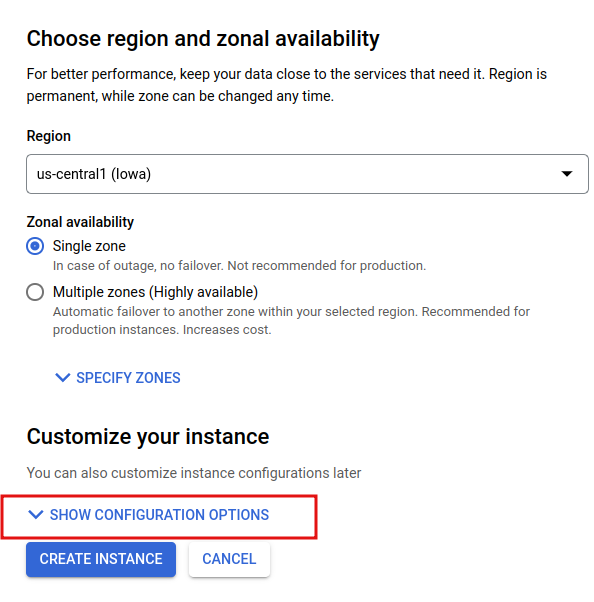 Choose region and zonal availability
For better performance, keep your data close to the services that need it. Region is
permanent, while zone can be changed any time.
Region
us-central1 (Iowa)
Zonal availability
Single zone
In case of outage, no failover. Not recommended for production.
Multiple zones (Highly available)
Automatic failover to another zone within your selected region. Recommended for
production instances. Increases cost.
SPECIFY ZONES
Customize your instance
You can also customize instance configurations later
SHOW CONFIGURATION OPTIONS
CREATE INSTANCE CANCEL